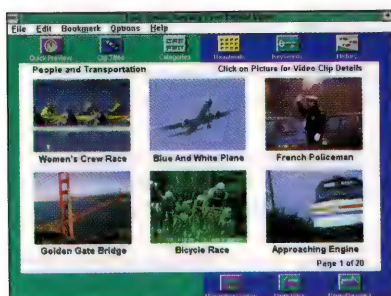 File Edit Bookmark Options Help
Quick Preview Clip Titles Categories Thumbnails Keywords History
People and Transportation Click on Picture for Video Clip Details
Women's Crew Race Blue And White Plane French Policeman
Golden Gate Bridge Bicycle Race Approaching Engine
Page 1 of 20